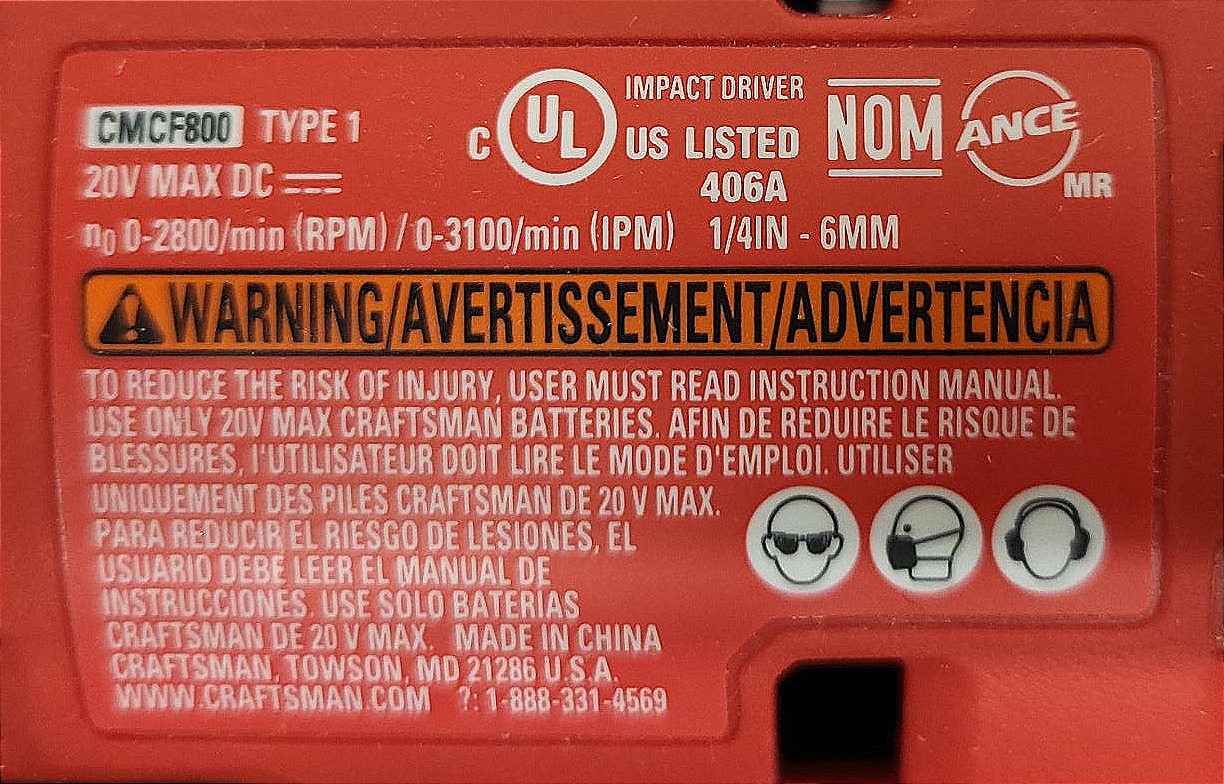 CMCF800 TYPE 1
20V MAX DC
n0 0-2800/min (RPM) / 0-3100/min (IPM) 1/4IN - 6MM
IMPACT DRIVER
C UL US LISTED
406A
NOM
ANCE
MR
WARNING/AVERTISSEMENT/ADVERTENCIA
TO REDUCE THE RISK OF INJURY, USER MUST READ INSTRUCTION MANUAL.
USE ONLY 20V MAX CRAFTSMAN BATTERIES. AFIN DE REDUIRE LE RISQUE DE
BLESSURES, l'UTILISATEUR DOIT LIRE LE MODE D'EMPLOI. UTILISER
UNIQUEMENT DES PILES CRAFTSMAN DE 20 V MAX.
PARA REDUCIR EL RIESGO DE LESIONES, EL
USUARIO DEBE LEER EL MANUAL DE
INSTRUCCIONES. USE SOLO BATERÍAS
CRAFTSMAN DE 20 V MAX. MADE IN CHINA
CRAFTSMAN, TOWSON, MD 21286 U.S.A.
WWW.CRAFTSMAN.COM ?: 1-888-331-4569